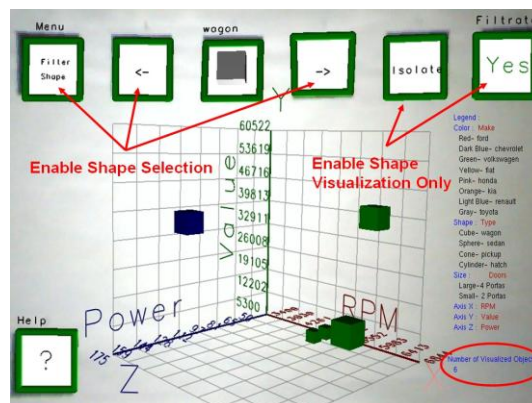 Menu
wagon
Filtrate
Filter
Shape
<-
->
Isolate
Yes
Y
Enable Shape Selection
Enable Shape
Visualization Only
60522
53619
46716
39813
32911
26008
19105
12202
5300
Value
Power
RPM
Z
X
175
Help
?
Legend
Color : Make
Red- ford
Dark Blue- chevrolet
Green- volkswagen
Yellow- fiat
Pink- honda
Orange- kia
Light Blue- renault
Gray- toyota
Shape : Type
Cube- wagon
Sphere- sedan
Cone- pickup
Cylinder- hatch
Size : Doors
Large-4 Portas
Small- 2 Portas
Axis X : RPM
Axis Y : Value
Axis Z : Power
Number of Visualized Objec
6